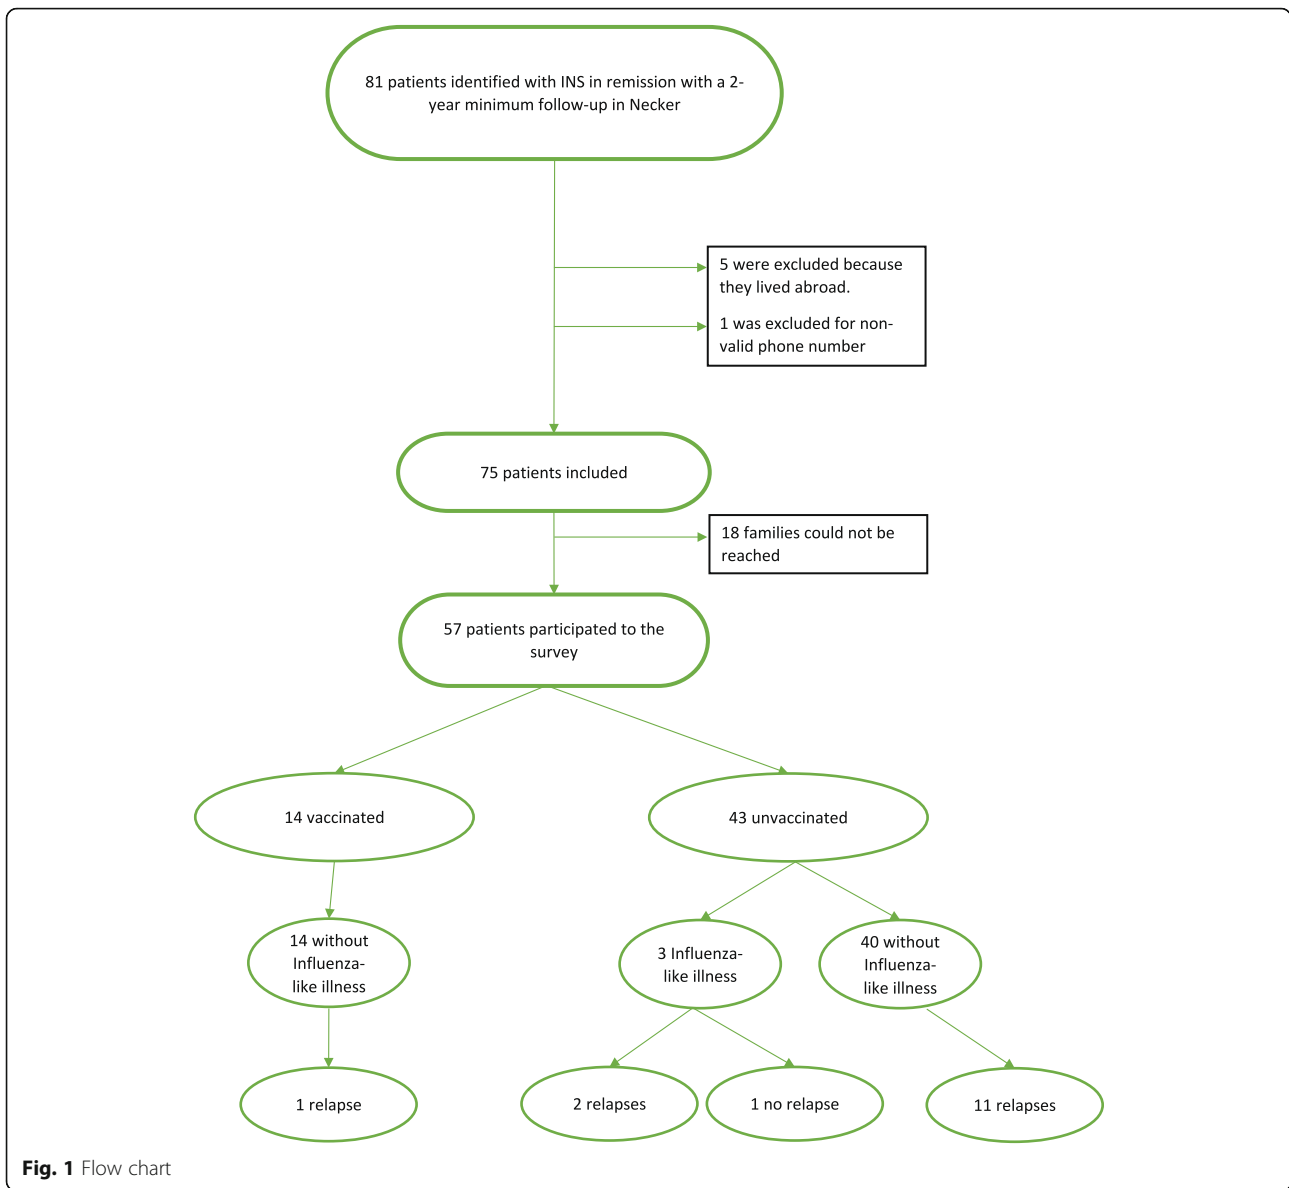 81 patients identified with INS in remission with a 2-
year minimum follow-up in Necker
5 were excluded because
they lived abroad.
1 was excluded for non-
valid phone number
75 patients included
18 families could not be
reached
57 patients participated to the
survey
14 vaccinated
43 unvaccinated
14 without
Influenza-
like illness
3 Influenza-
like illness
40 without
Influenza-
like illness
1 relapse
2 relapses
1 no relapse
11 relapses
Fig. 1 Flow chart